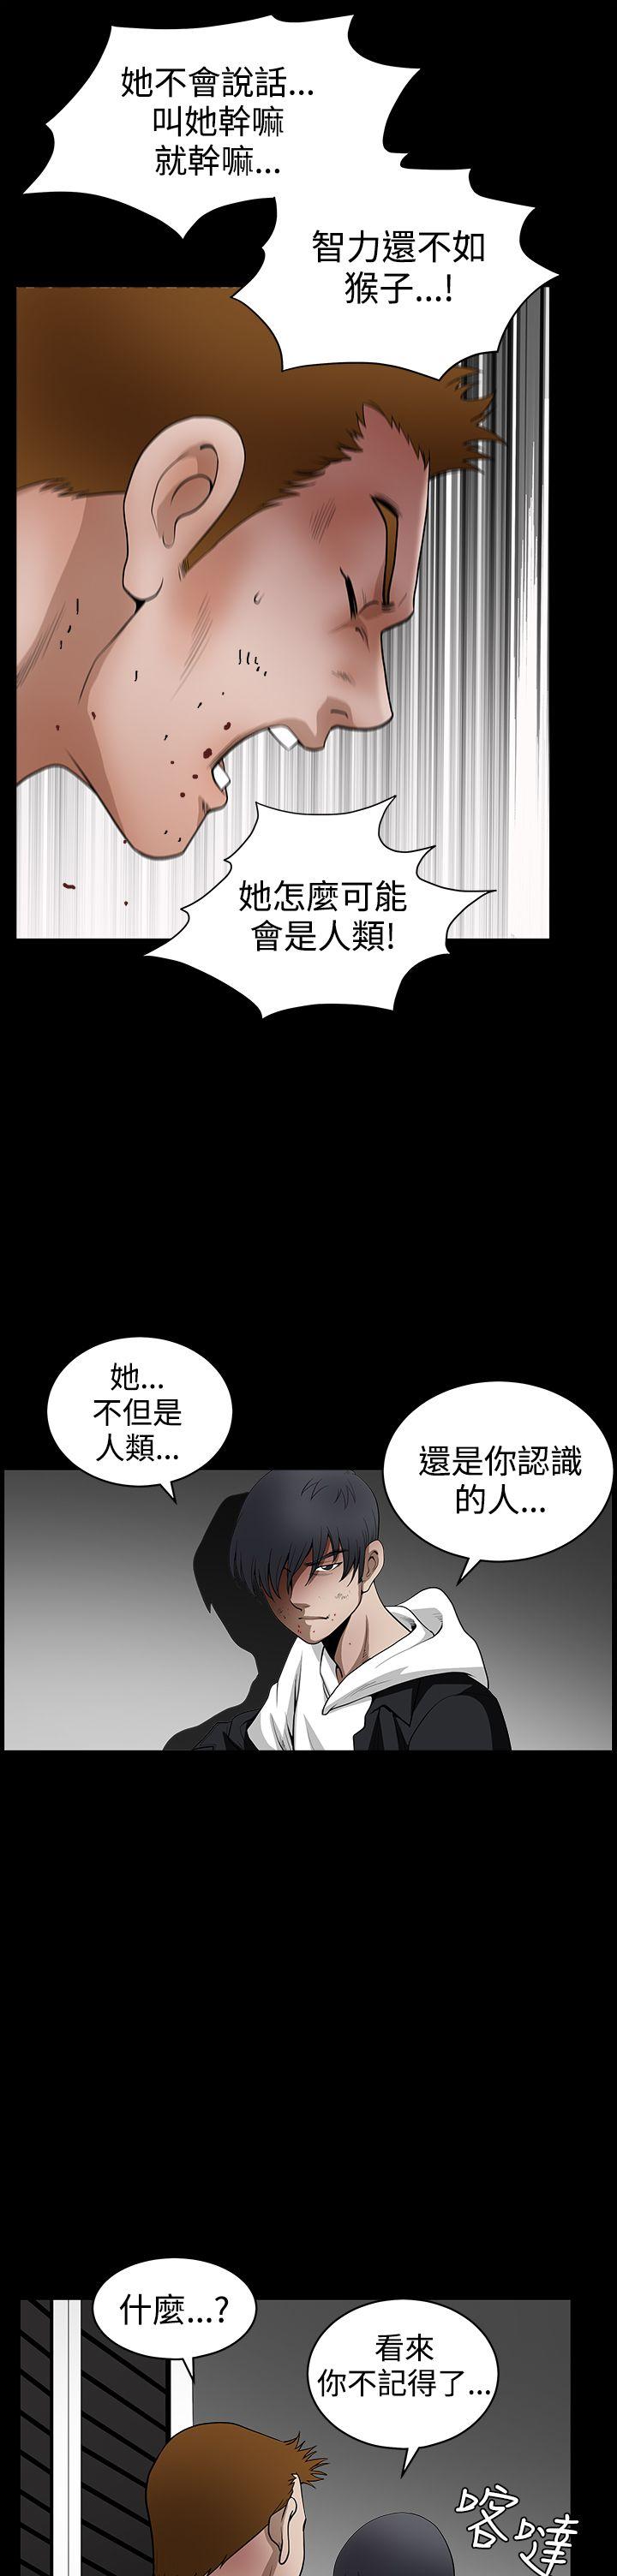 她不會說話...
叫她幹嘛
就幹嘛...
智力還不如
猴子...!
她怎麼可能
會是人類!
她...
不但是
人類...
還是你認識
的人...
什麼...?
看來
你不記得了...
喀噠